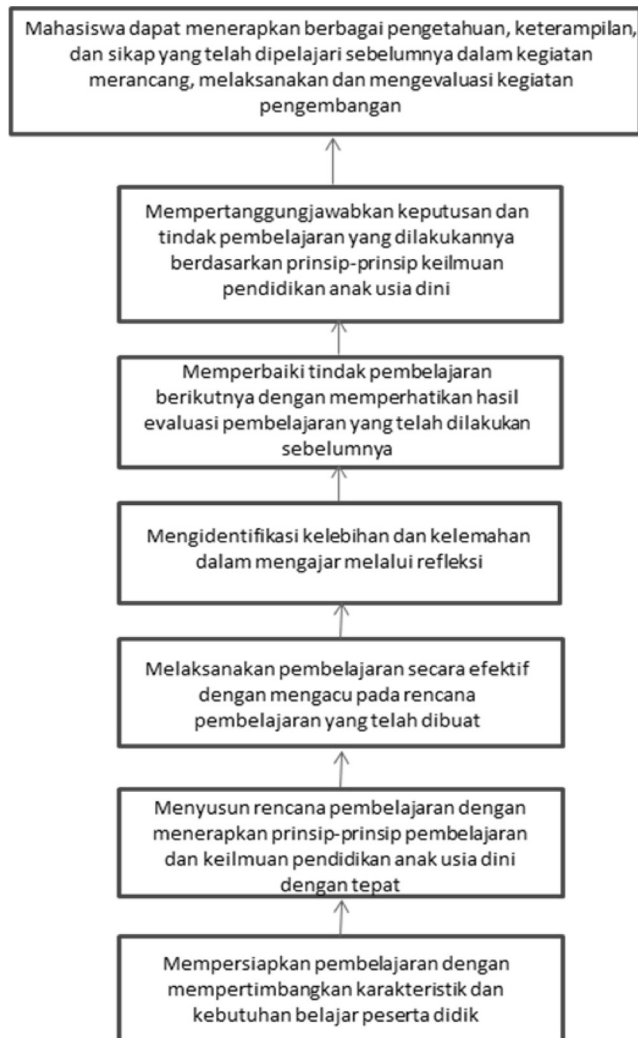 Mahasiswa dapat menerapkan berbagai pengetahuan, keterampilan,
dan sikap yang telah dipelajari sebelumnya dalam kegiatan
merancang, melaksanakan dan mengevaluasi kegiatan
pengembangan
Mempertanggungjawabkan keputusan dan
tindak pembelajaran yang dilakukannya
berdasarkan prinsip-prinsip keilmuan
pendidikan anak usia dini
Memperbaiki tindak pembelajaran
berikutnya dengan memperhatikan hasil
evaluasi pembelajaran yang telah dilakukan
sebelumnya
Mengidentifikasi kelebihan dan kelemahan
dalam mengajar melalui refleksi
Melaksanakan pembelajaran secara efektif
dengan mengacu pada rencana
pembelajaran yang telah dibuat
Menyusun rencana pembelajaran dengan
menerapkan prinsip-prinsip pembelajaran
dan keilmuan pendidikan anak usia dini
dengan tepat
Mempersiapkan pembelajaran dengan
mempertimbangkan karakteristik dan
kebutuhan belajar peserta didik